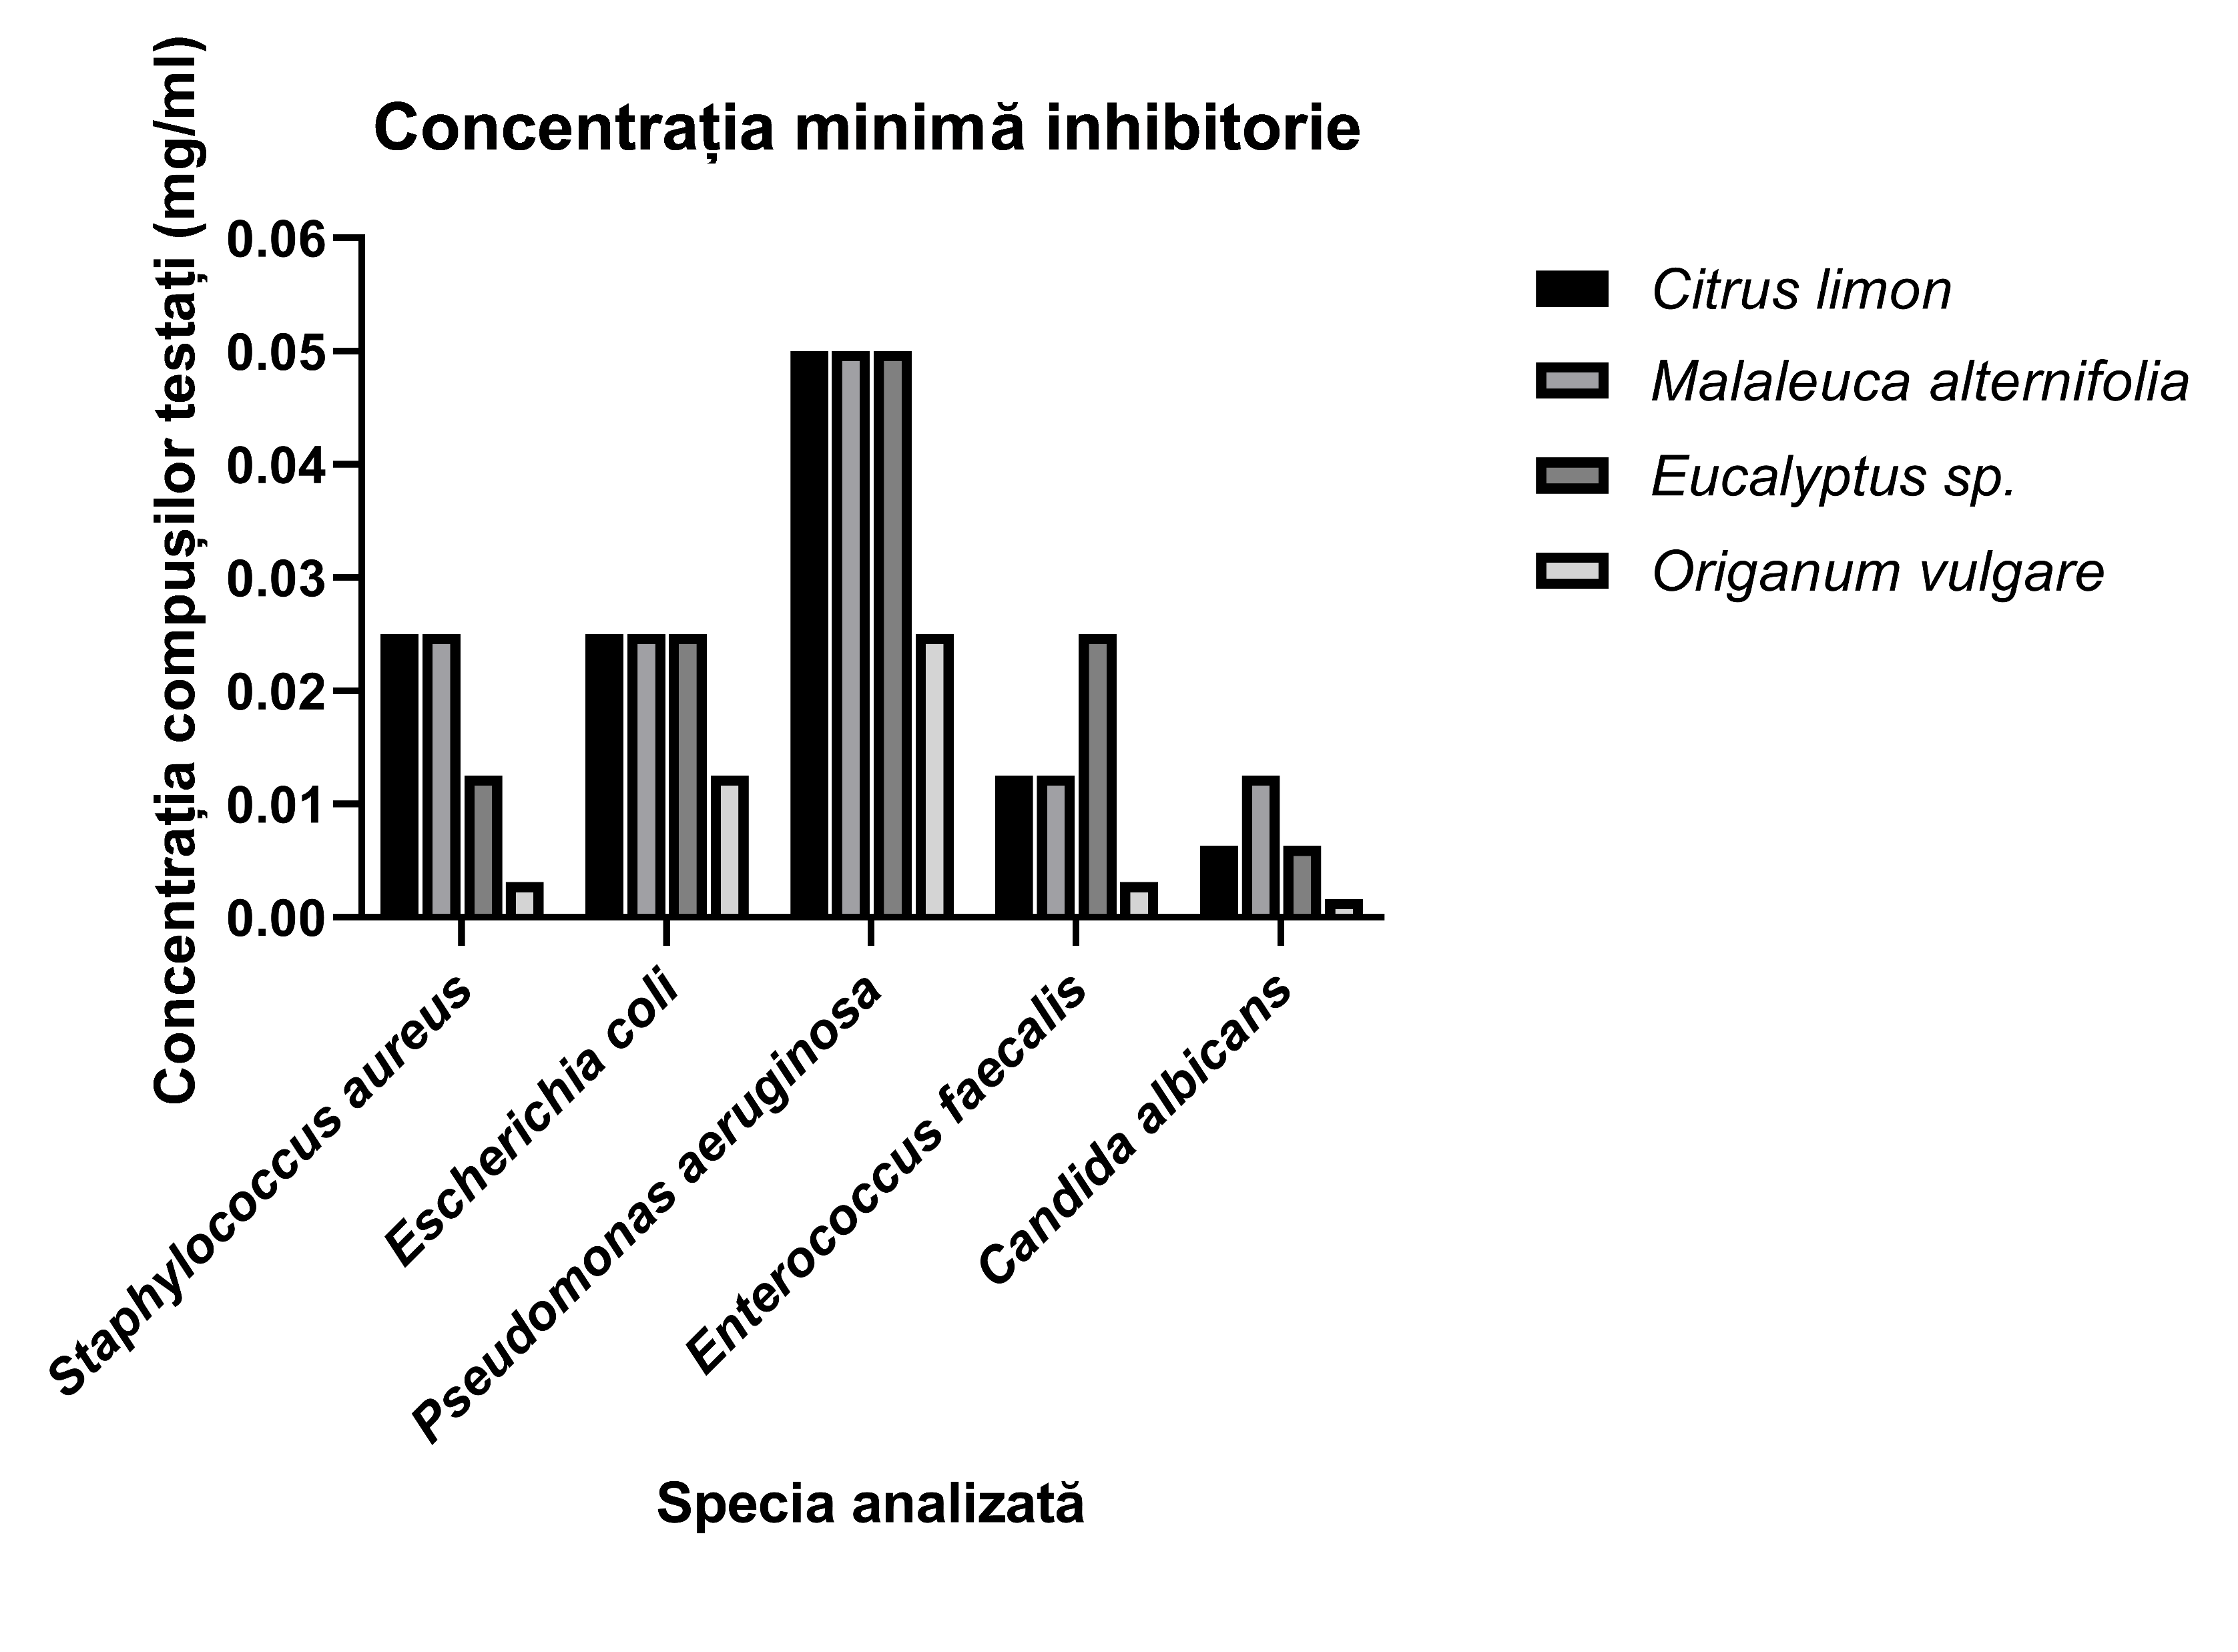 Concentrația minimă inhibitorie
Concentrația compușilor testați (mg/ml)
0.06
0.05
0.04
0.03
0.02
0.01
0.00
Staphylococcus aureus
Escherichia coli
Pseudomonas aeruginosa
Enterococcus faecalis
Candida albicans
Specia analizată
Citrus limon
Malaleuca alternifolia
Eucalyptus sp.
Origanum vulgare